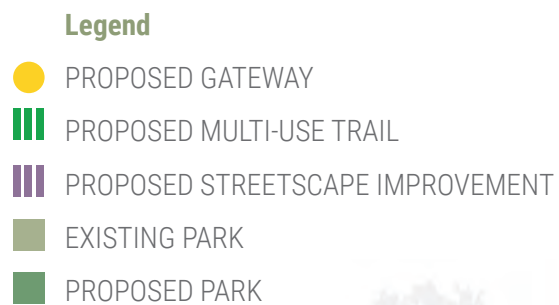 Legend
PROPOSED GATEWAY
PROPOSED MULTI-USE TRAIL
PROPOSED STREETSCAPE IMPROVEMENT
EXISTING PARK
PROPOSED PARK